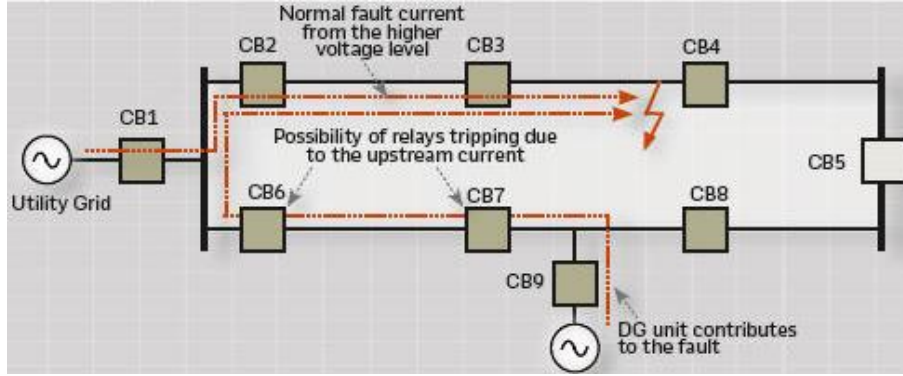 Normal fault current
from the higher
voltage level
CB2
CB3
CB4
CB1
Possibility of relays tripping due
to the upstream current
CB5
Utility Grid
CB6
CB7
CB8
CB9
DG unit contributes
to the fault